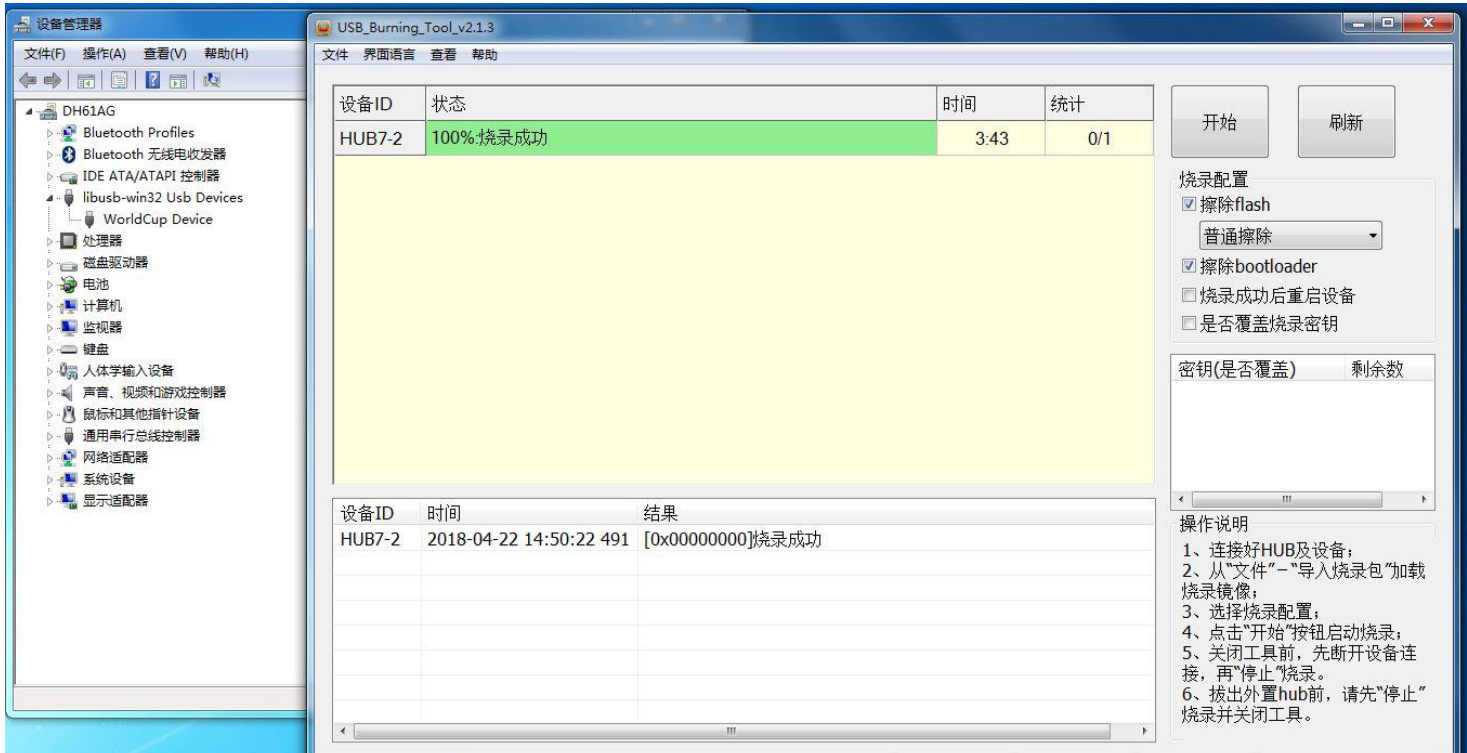 设备管理器
文件(F) 操作(A) 查看(V) 帮助(H)
DH61AG
Bluetooth Profiles
Bluetooth 无线电收发器
IDE ATA/ATAPI 控制器
libusb-win32 Usb Devices
WorldCup Device
处理器
磁盘驱动器
电池
计算机
监视器
键盘
人体学输入设备
声音、视频和游戏控制器
鼠标和其他指针设备
通用串行总线控制器
网络适配器
系统设备
显示适配器
USB_Burning_Tool_v2.1.3
文件 界面语言 查看 帮助
设备ID 状态 时间 统计
HUB7-2 100%:烧录成功 3:43 0/1
设备ID 时间 结果
HUB7-2 2018-04-22 14:50:22 491 [0x00000000]烧录成功
开始 刷新
烧录配置
擦除flash
普通擦除
擦除bootloader
烧录成功后重启设备
是否覆盖烧录密钥
密钥(是否覆盖) 剩余数
操作说明
1、连接好HUB及设备;
2、从“文件”-“导入烧录包”加载
烧录镜像;
3、选择烧录配置;
4、点击“开始”按钮启动烧录;
5、关闭工具前，先断开设备连
接，再“停止”烧录。
6、拔出外置hub前，请先“停止”
烧录并关闭工具。